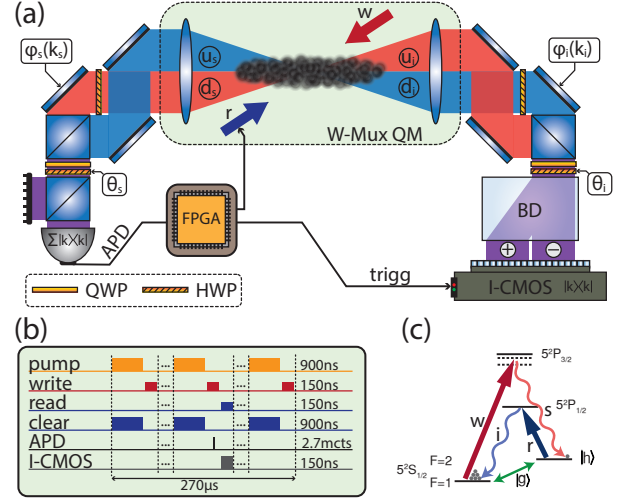 (a)
w
φs(ks)
us
ds
ui
di
φi(ki)
r
W-Mux QM
θs
θi
FPGA
BD
Σ|k⟩⟨k|
APD
+
−
trigg
I-CMOS |k⟩⟨k|
QWP
HWP
(b)
pump 900ns
write 150ns
read 150ns
clear 900ns
APD 2.7mcts
I-CMOS 150ns
... ...
270μs
(c)
5²P3/2
5²P1/2
w
s
i
r
5²S1/2
F=2
F=1
|g⟩
|h⟩